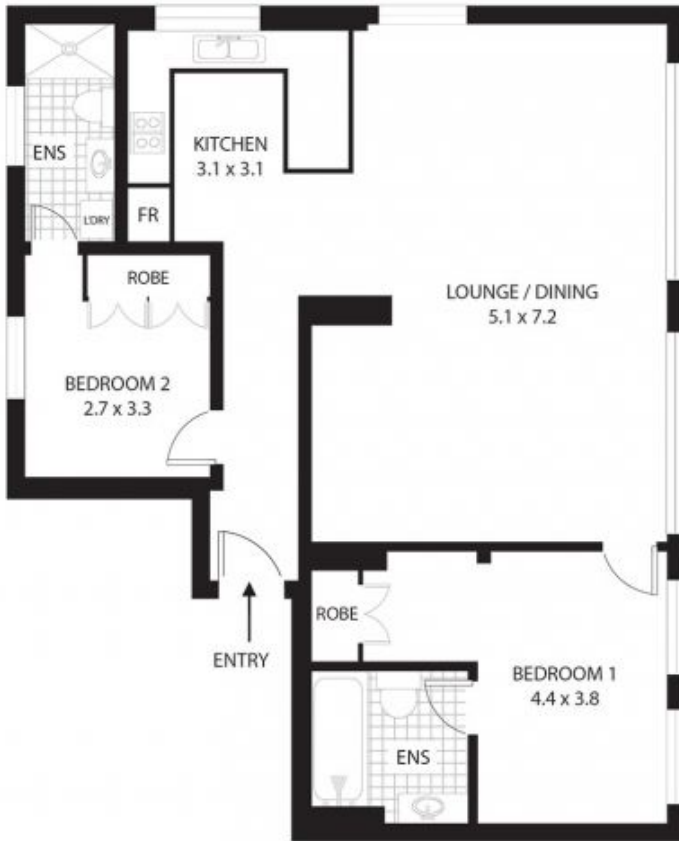 ENS
KITCHEN
3.1 x 3.1
L'DRY
FR
ROBE
LOUNGE / DINING
5.1 x 7.2
BEDROOM 2
2.7 x 3.3
ROBE
ENTRY
BEDROOM 1
4.4 x 3.8
ENS